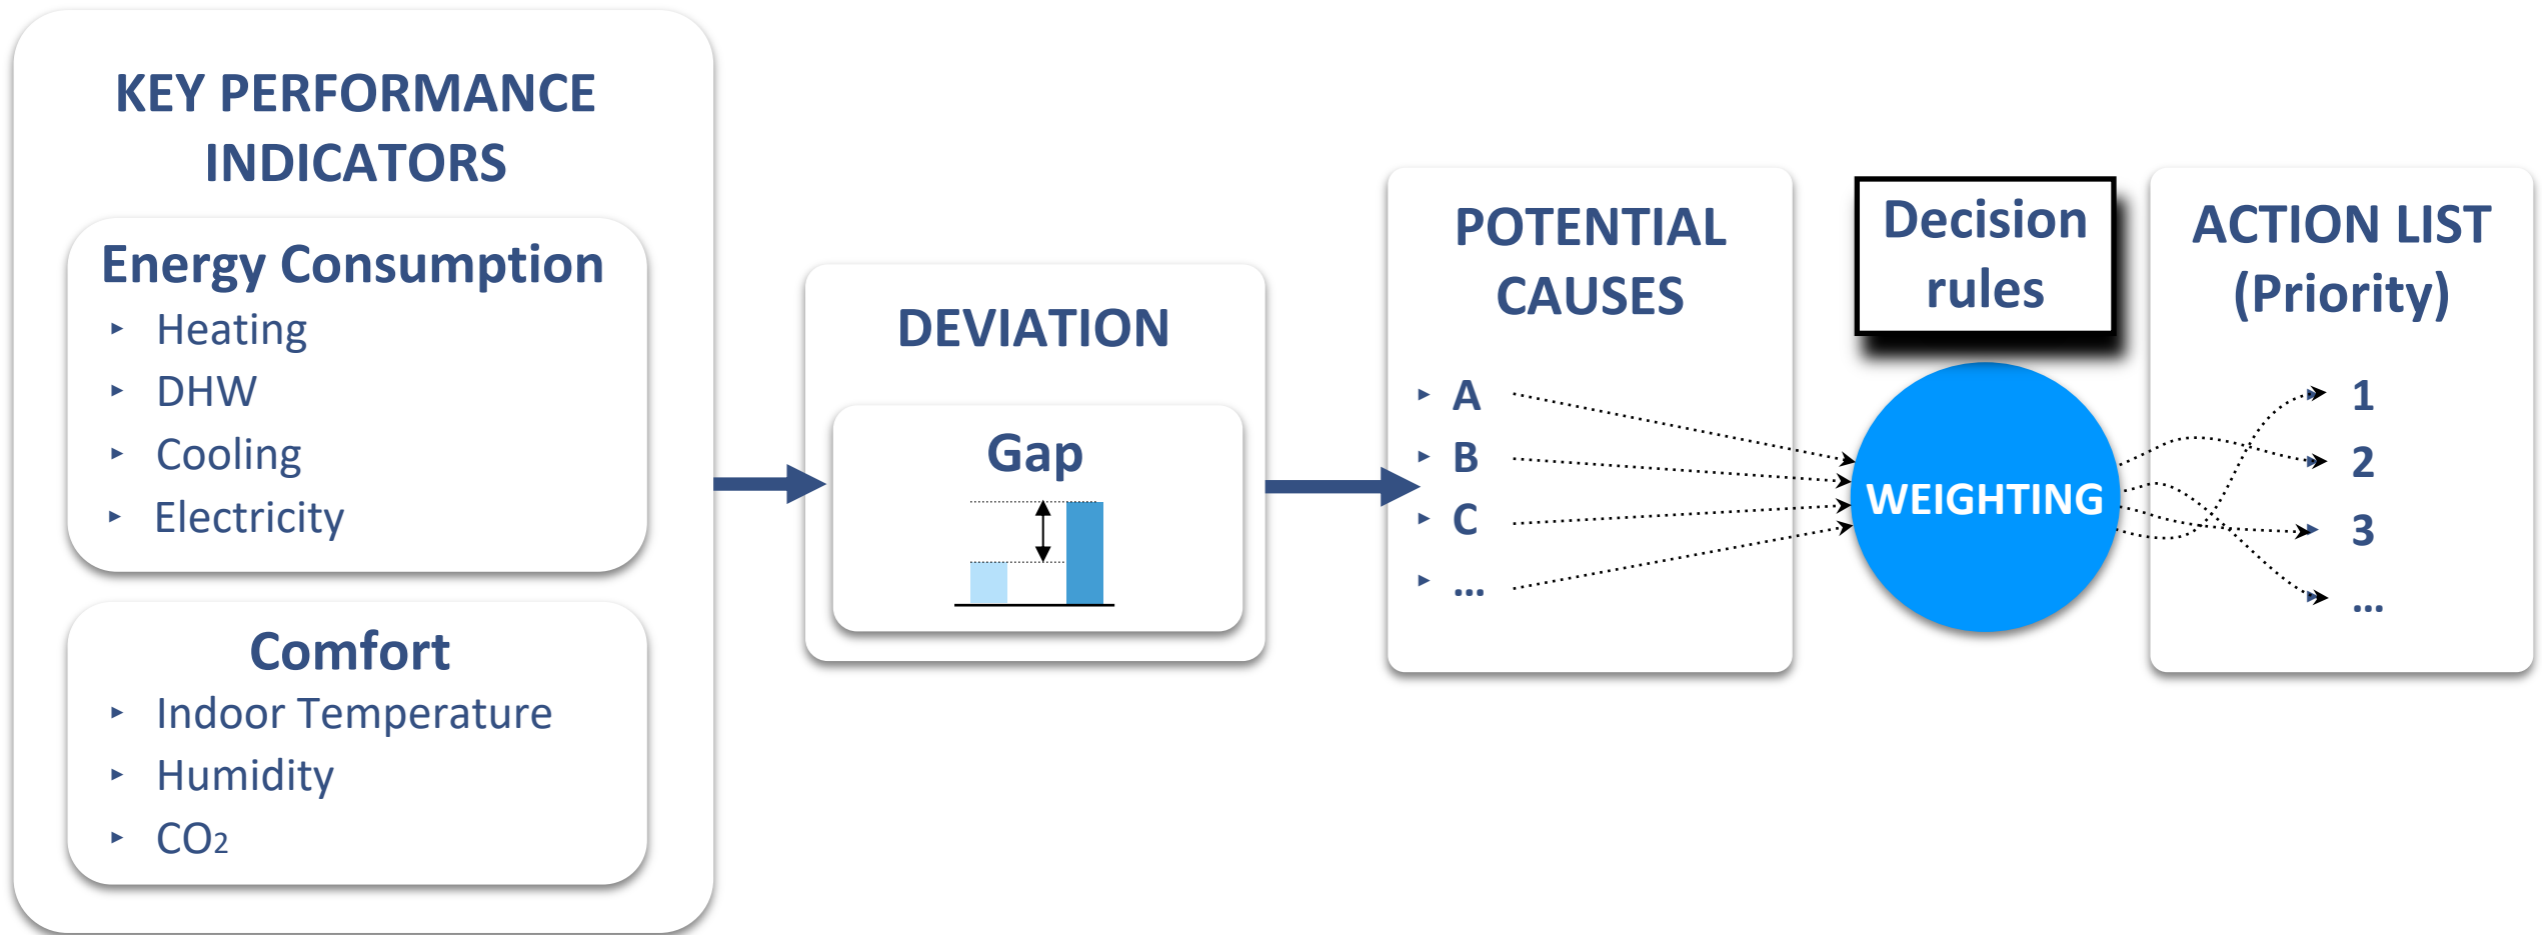 KEY PERFORMANCE
INDICATORS
Energy Consumption
Heating
DHW
Cooling
Electricity
Comfort
Indoor Temperature
Humidity
CO₂
DEVIATION
Gap
POTENTIAL
CAUSES
A
B
C
...
Decision
rules
WEIGHTING
ACTION LIST
(Priority)
1
2
3
...